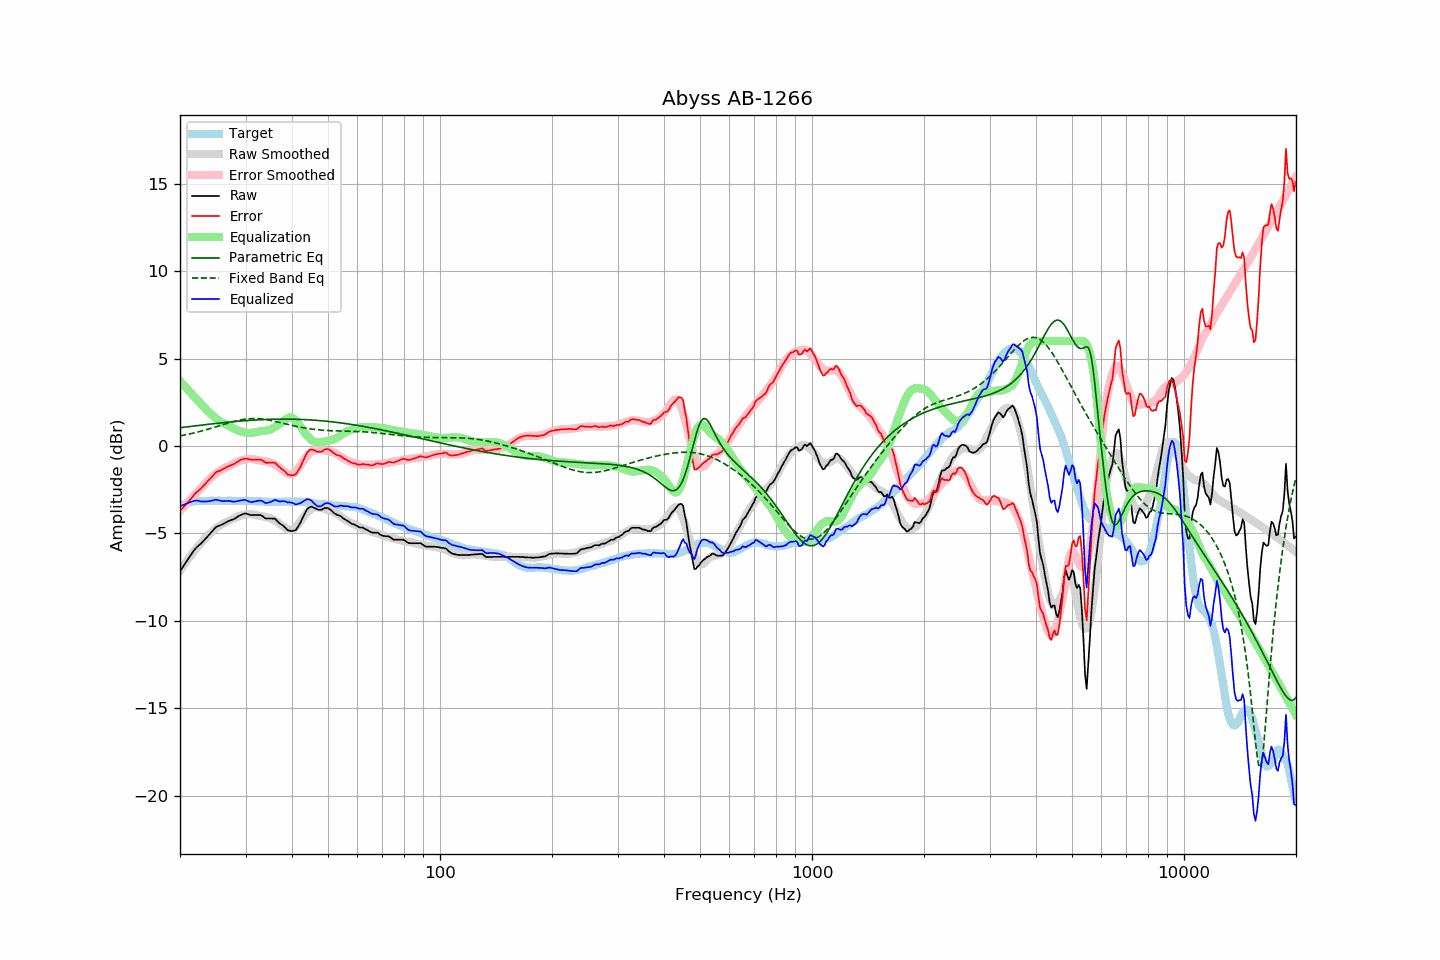 Abyss AB-1266
Target
Raw Smoothed
Error Smoothed
Raw
Error
Equalization
Parametric Eq
Fixed Band Eq
Equalized
15
10
5
0
−5
−10
−15
−20
Amplitude (dBr)
100
1000
10000
Frequency (Hz)